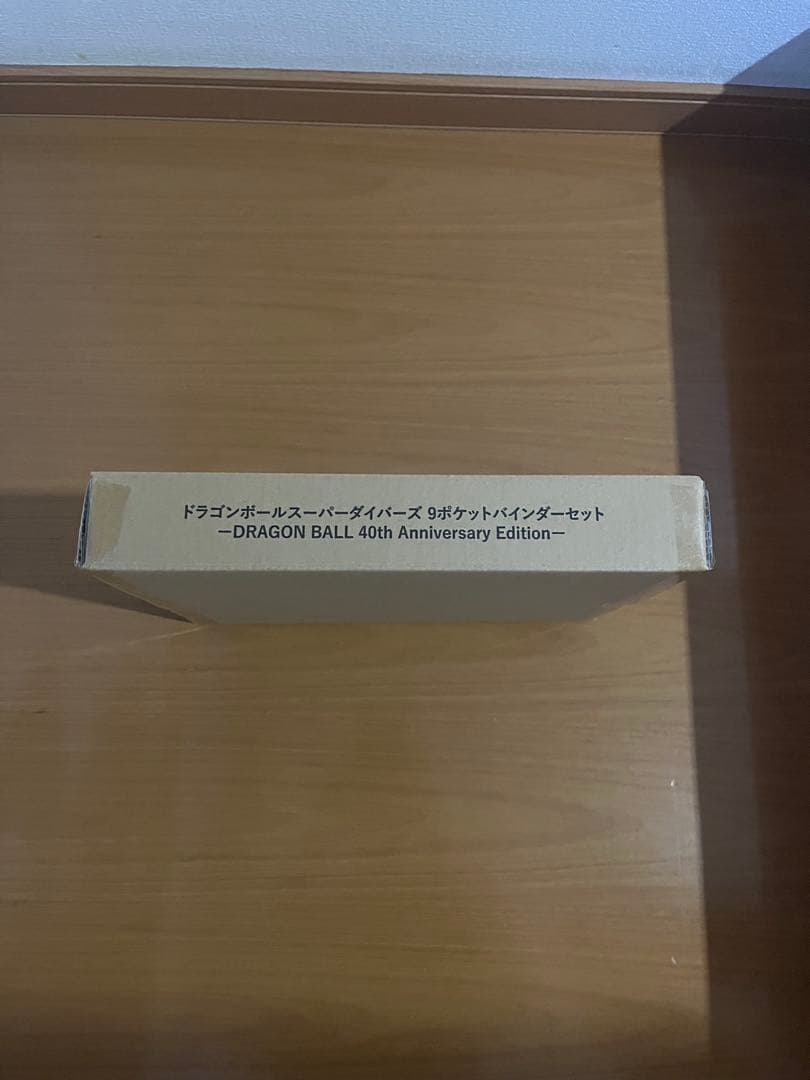 ドラゴンボールスーパーダイバーズ 9ポケットバインダーセット
ーDRAGON BALL 40th Anniversary Editionー